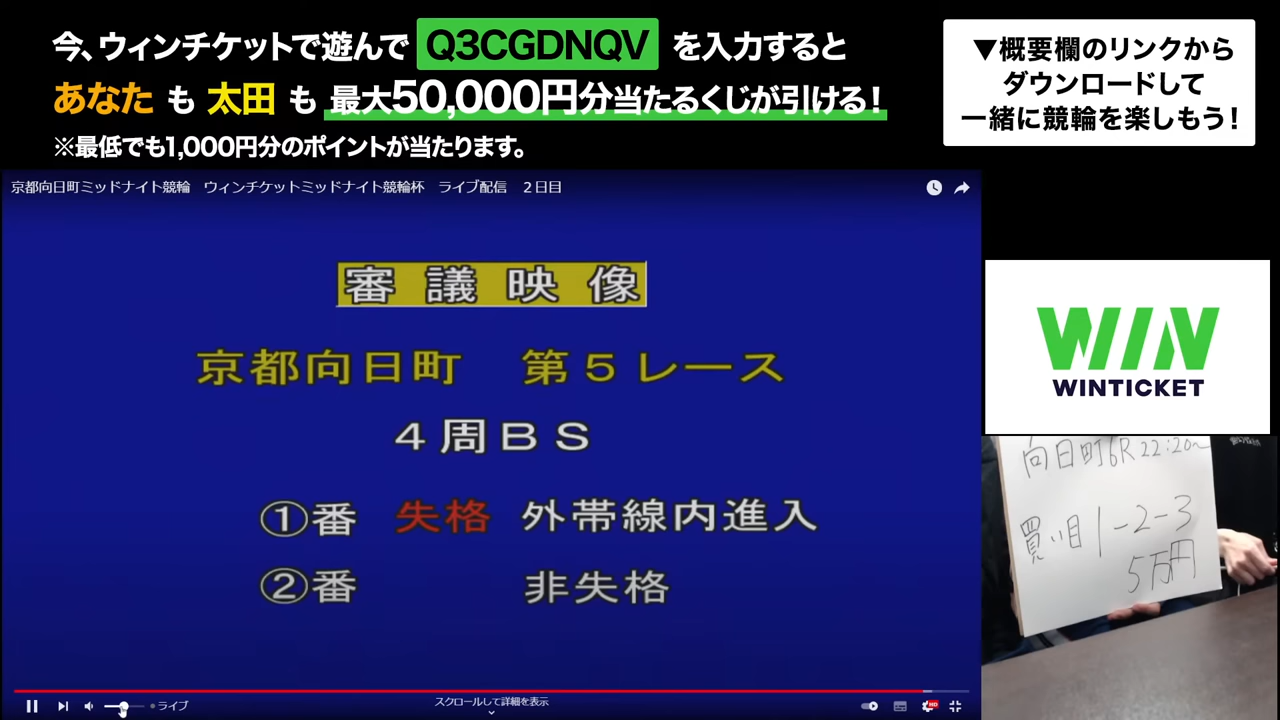 今、ウィンチケットで遊んで Q3CGDNQV を入力すると
あなた も 太田 も 最大50,000円分当たるくじが引ける!
※最低でも1,000円分のポイントが当たります。
▼概要欄のリンクから
ダウンロードして
一緒に競輪を楽しもう!
京都向日町ミッドナイト競輪 ウィンチケットミッドナイト競輪杯 ライブ配信 2日目
審議映像
京都向日町 第5レース
4周BS
①番 失格 外帯線内進入
②番 非失格
ライブ
スクロールして詳細を表示
HD
WIN
WINTICKET
向日町6R 22:20〜
買い目 1-2-3
5万円